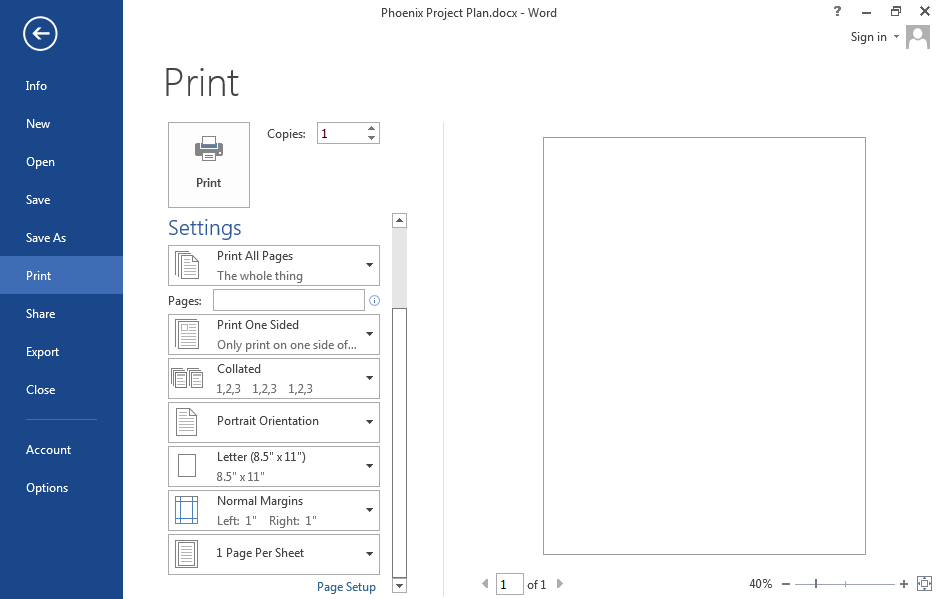 Phoenix Project Plan.docx - Word
?
Sign in
Info
New
Open
Save
Save As
Print
Share
Export
Close
Account
Options
Print
Print
Copies: 1
Settings
Print All Pages
The whole thing
Pages:
Print One Sided
Only print on one side of...
Collated
1,2,3 1,2,3 1,2,3
Portrait Orientation
Letter (8.5" x 11")
8.5" x 11"
Normal Margins
Left: 1" Right: 1"
1 Page Per Sheet
Page Setup
1 of 1
40%